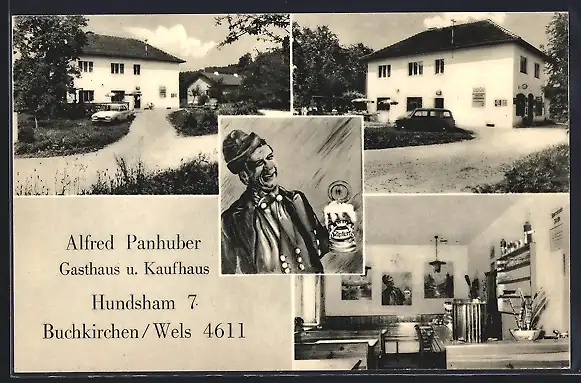 Alfred Panhuber
Gasthaus u. Kaufhaus
Hundsham 7.
Buchkirchen/Wels 4611